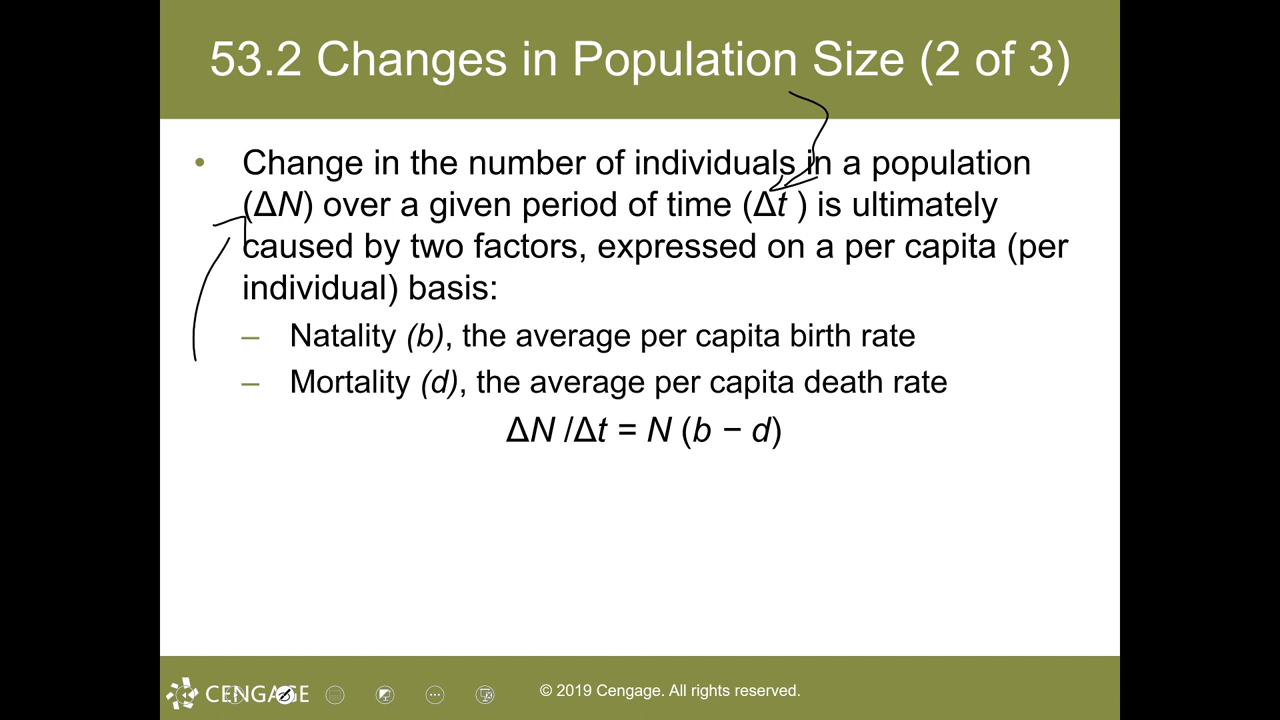 53.2 Changes in Population Size (2 of 3)
• Change in the number of individuals in a population
(ΔN) over a given period of time (Δt ) is ultimately
caused by two factors, expressed on a per capita (per
individual) basis:
– Natality (b), the average per capita birth rate
– Mortality (d), the average per capita death rate
ΔN /Δt = N (b − d)
CENGAGE
© 2019 Cengage. All rights reserved.